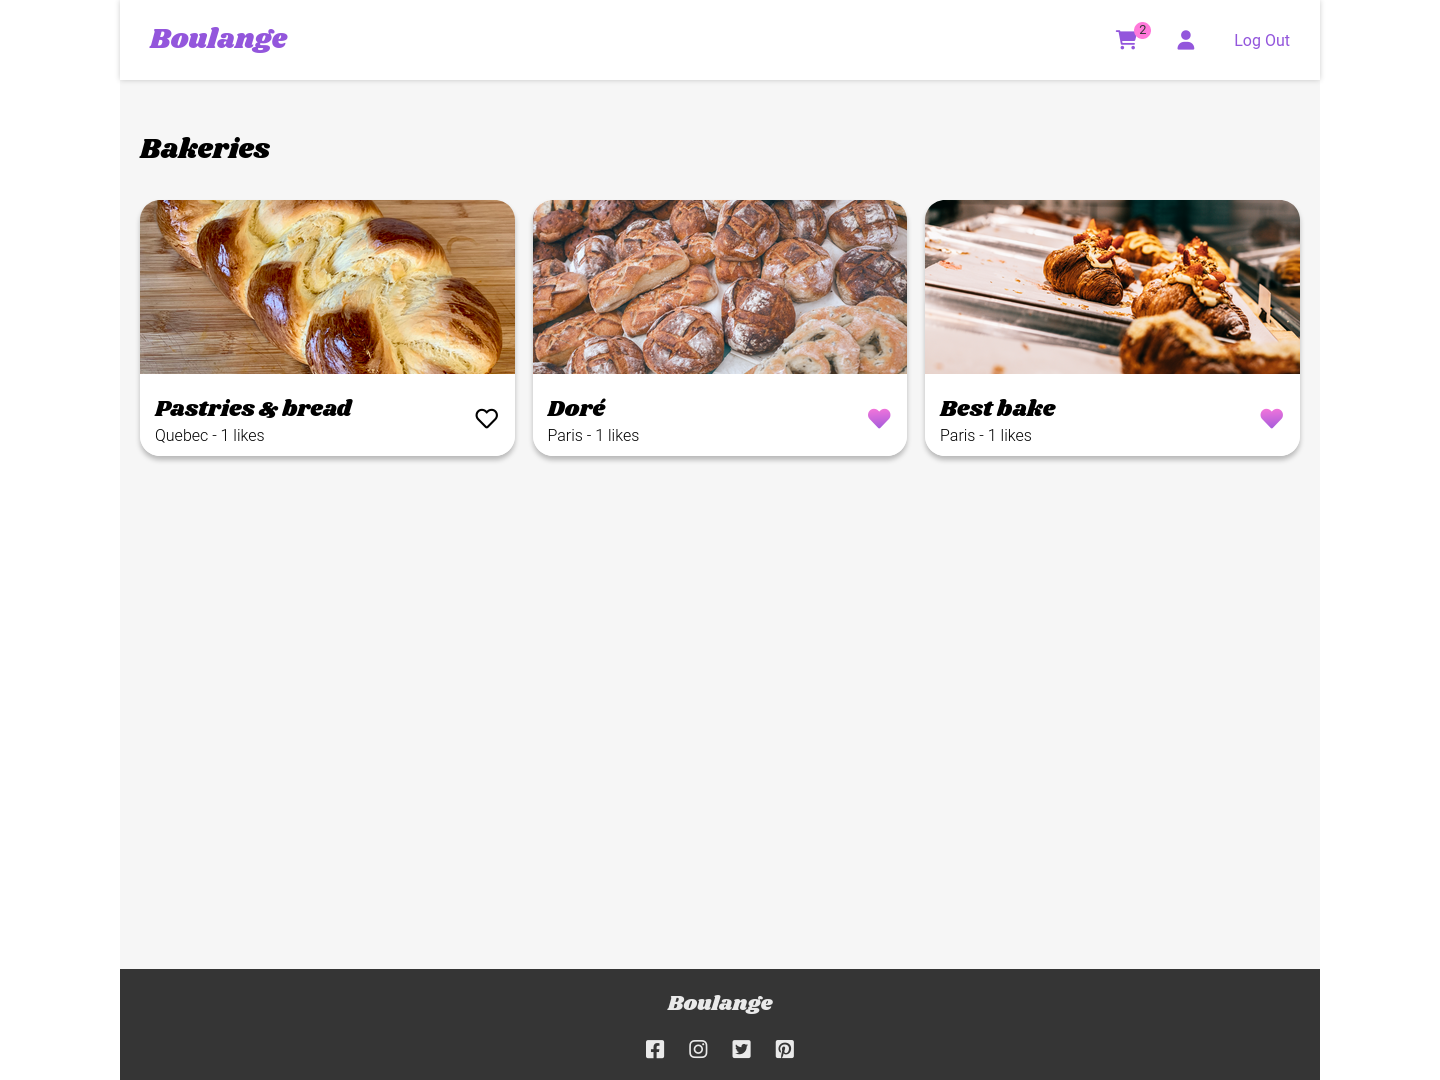 Boulange
2
Log Out
Bakeries
Pastries & bread
Quebec - 1 likes
Doré
Paris - 1 likes
Best bake
Paris - 1 likes
Boulange